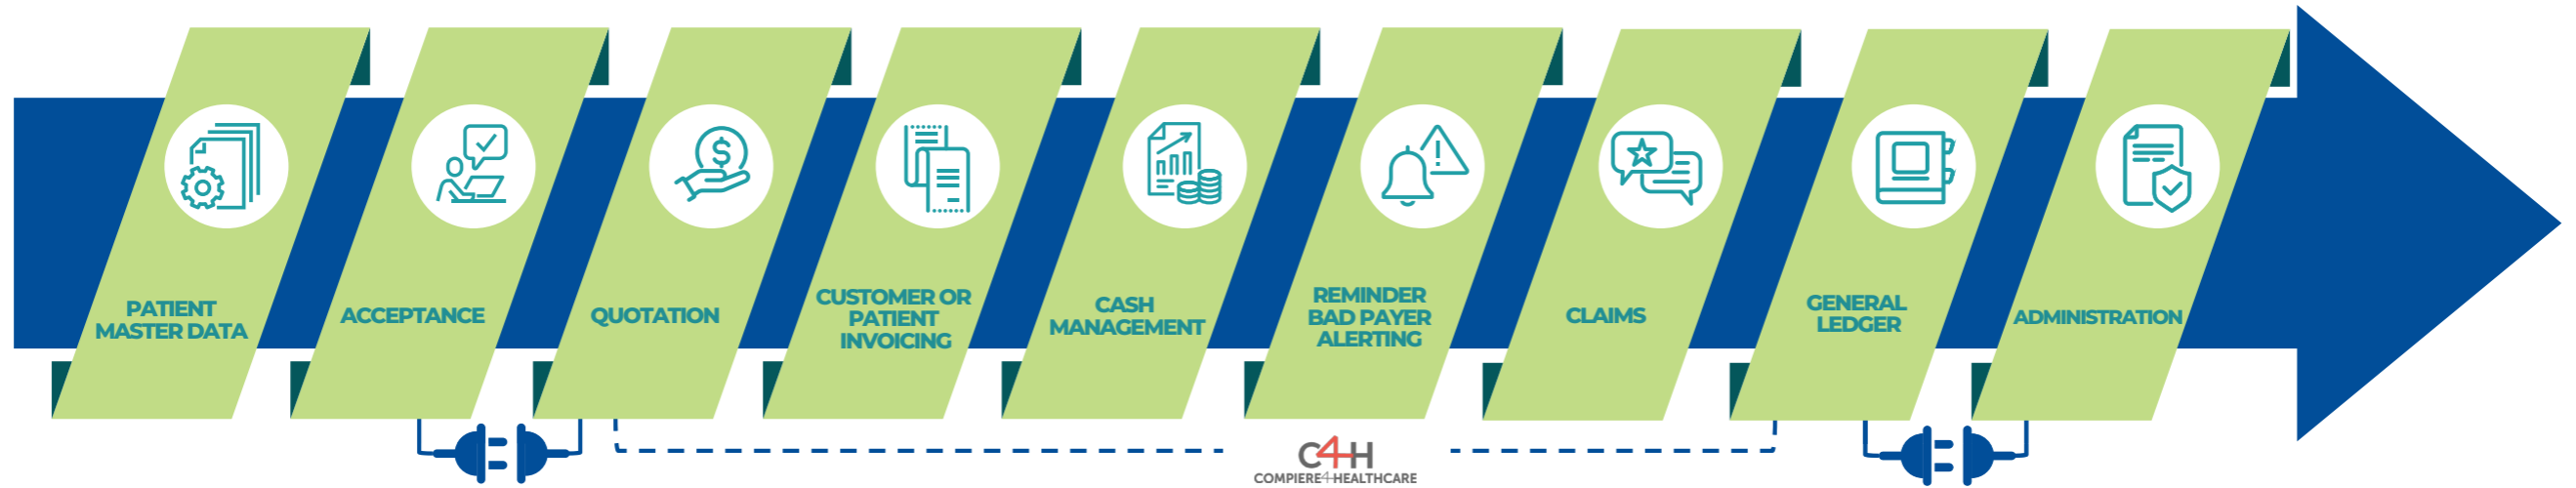 PATIENT
MASTER DATA
ACCEPTANCE
$
QUOTATION
CUSTOMER OR
PATIENT
INVOICING
CASH
MANAGEMENT
!
REMINDER
BAD PAYER
ALERTING
CLAIMS
GENERAL
LEDGER
ADMINISTRATION
C4H
COMPIERE4HEALTHCARE